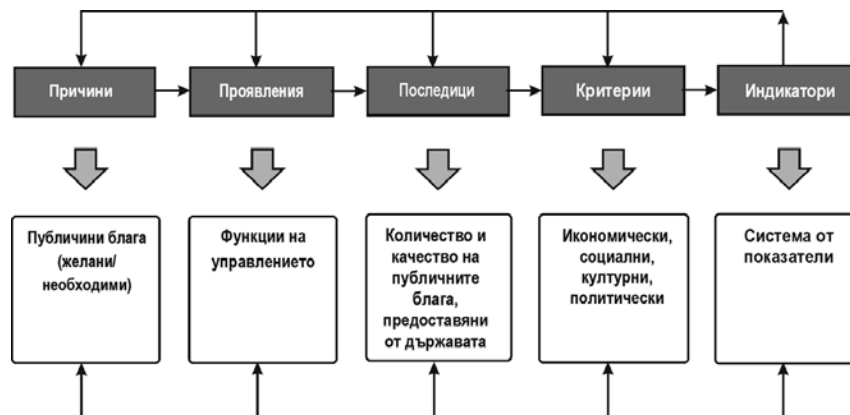 Причини
Проявления
Последици
Критерии
Индикатори
Публичини блага
(желани/
необходими)
Функции на
управлението
Количество и
качество на
публичните
блага,
предоставяни
от държавата
Икономически,
социални,
културни,
политически
Система от
показатели